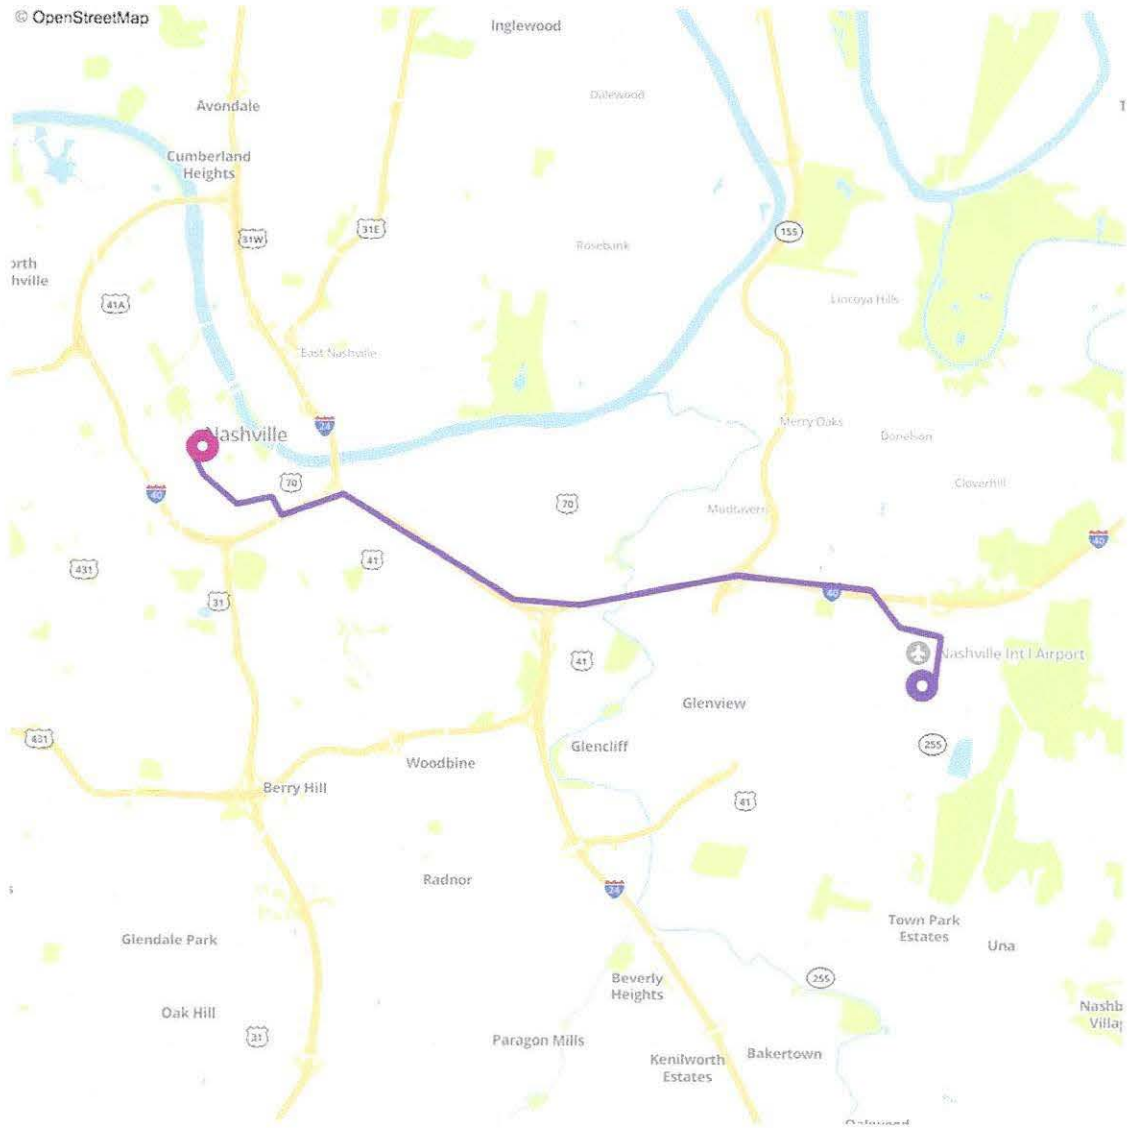 © OpenStreetMap
Inglewood
Dalewood
Avondale
Cumberland
Heights
31W
31E
155
Rosebank
orth
hville
41A
Lincoya Hills
East Nashville
24
Merry Oaks
Donelson
Nashville
70
40
70
Cloverhill
Mudtavern
40
41
431
31
40
41
Nashville Int'l Airport
Glenview
431
Glencliff
255
Woodbine
Berry Hill
41
Radnor
24
Town Park
Estates
Una
Glendale Park
255
Beverly
Heights
Oak Hill
31
Nashb
Villag
Paragon Mills
Kenilworth
Estates
Bakertown